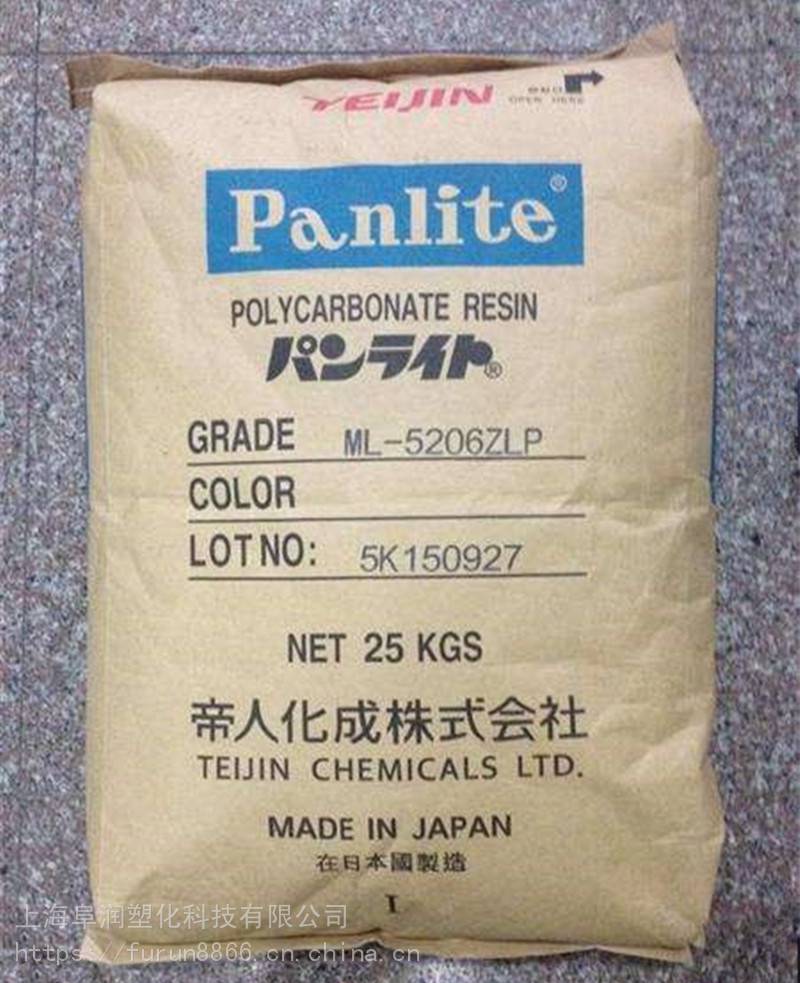 TEIJIN
開封口
OPEN HERE
Panlite®
POLYCARBONATE RESIN
パンライト®
GRADE ML-5206ZLP
COLOR
LOT NO: 5K150927
NET 25 KGS
帝人化成株式会社
TEIJIN CHEMICALS LTD.
MADE IN JAPAN
在日本國製造
I
上海阜润塑化科技有限公司
https://furun8866.cn.china.cn